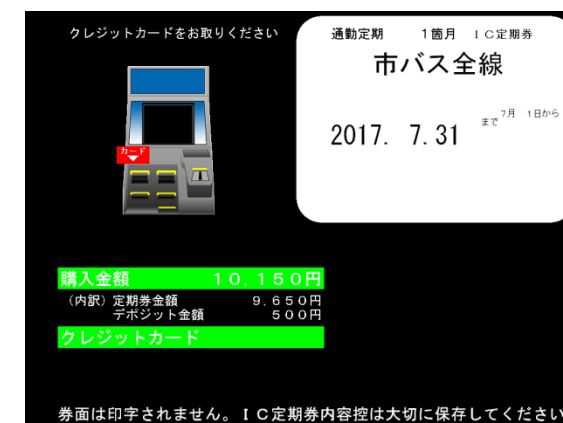 クレジットカードをお取りください
カード
通勤定期 1箇月 IC定期券
市バス全線
7月 1日から
2017. 7.31 まで
購入金額 10,150円
(内訳) 定期券金額 9,650円
デポジット金額 500円
クレジットカード
券面は印字されません。IC定期券内容控は大切に保存してください